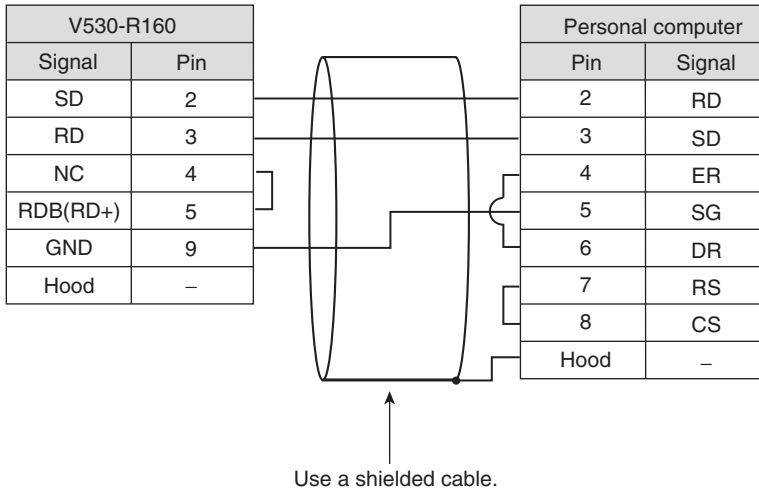 V530-R160
Signal Pin
SD 2
RD 3
NC 4
RDB(RD+) 5
GND 9
Hood –
Personal computer
Pin Signal
2 RD
3 SD
4 ER
5 SG
6 DR
7 RS
8 CS
Hood –
Use a shielded cable.